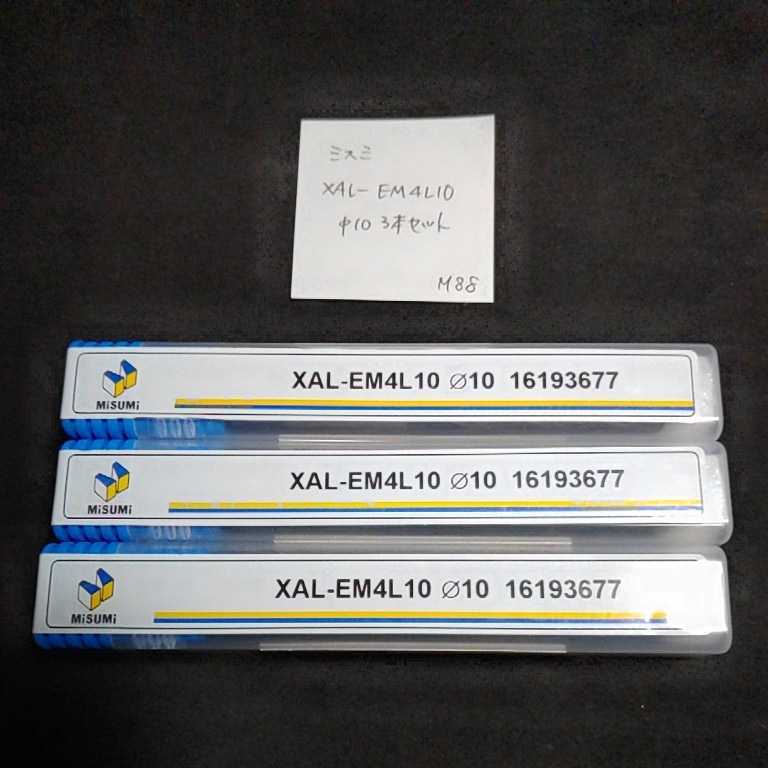 ミスミ
XAL-EM4L10
φ10 3本セット
M88
XAL-EM4L10 ∅10 16193677
MiSUMi
XAL-EM4L10 ∅10 16193677
MiSUMi
XAL-EM4L10 ∅10 16193677
MiSUMi